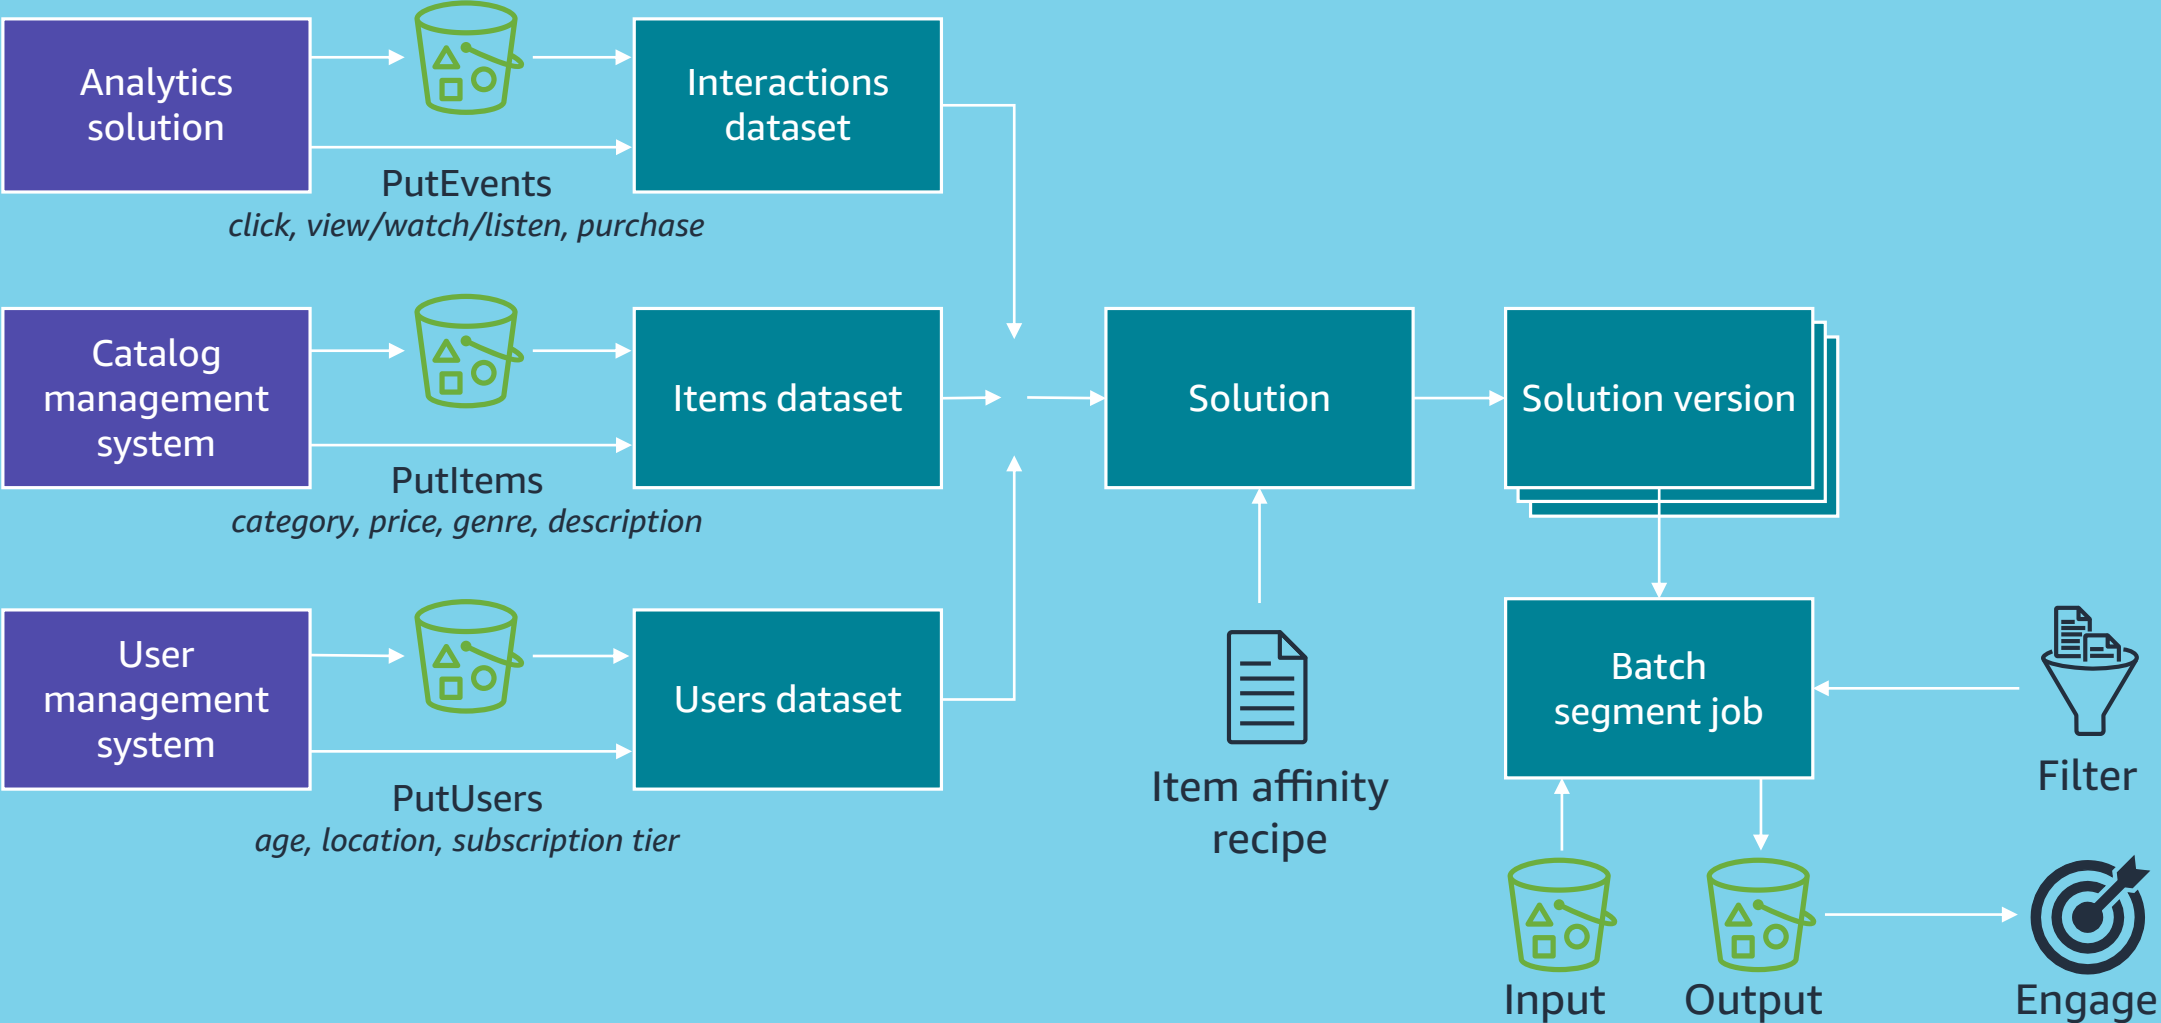 Analytics
solution
Interactions
dataset
PutEvents
click, view/watch/listen, purchase
Catalog
management
system
Items dataset
PutItems
category, price, genre, description
Solution
Solution version
User
management
system
Users dataset
PutUsers
age, location, subscription tier
Item affinity
recipe
Batch
segment job
Filter
Input
Output
Engage